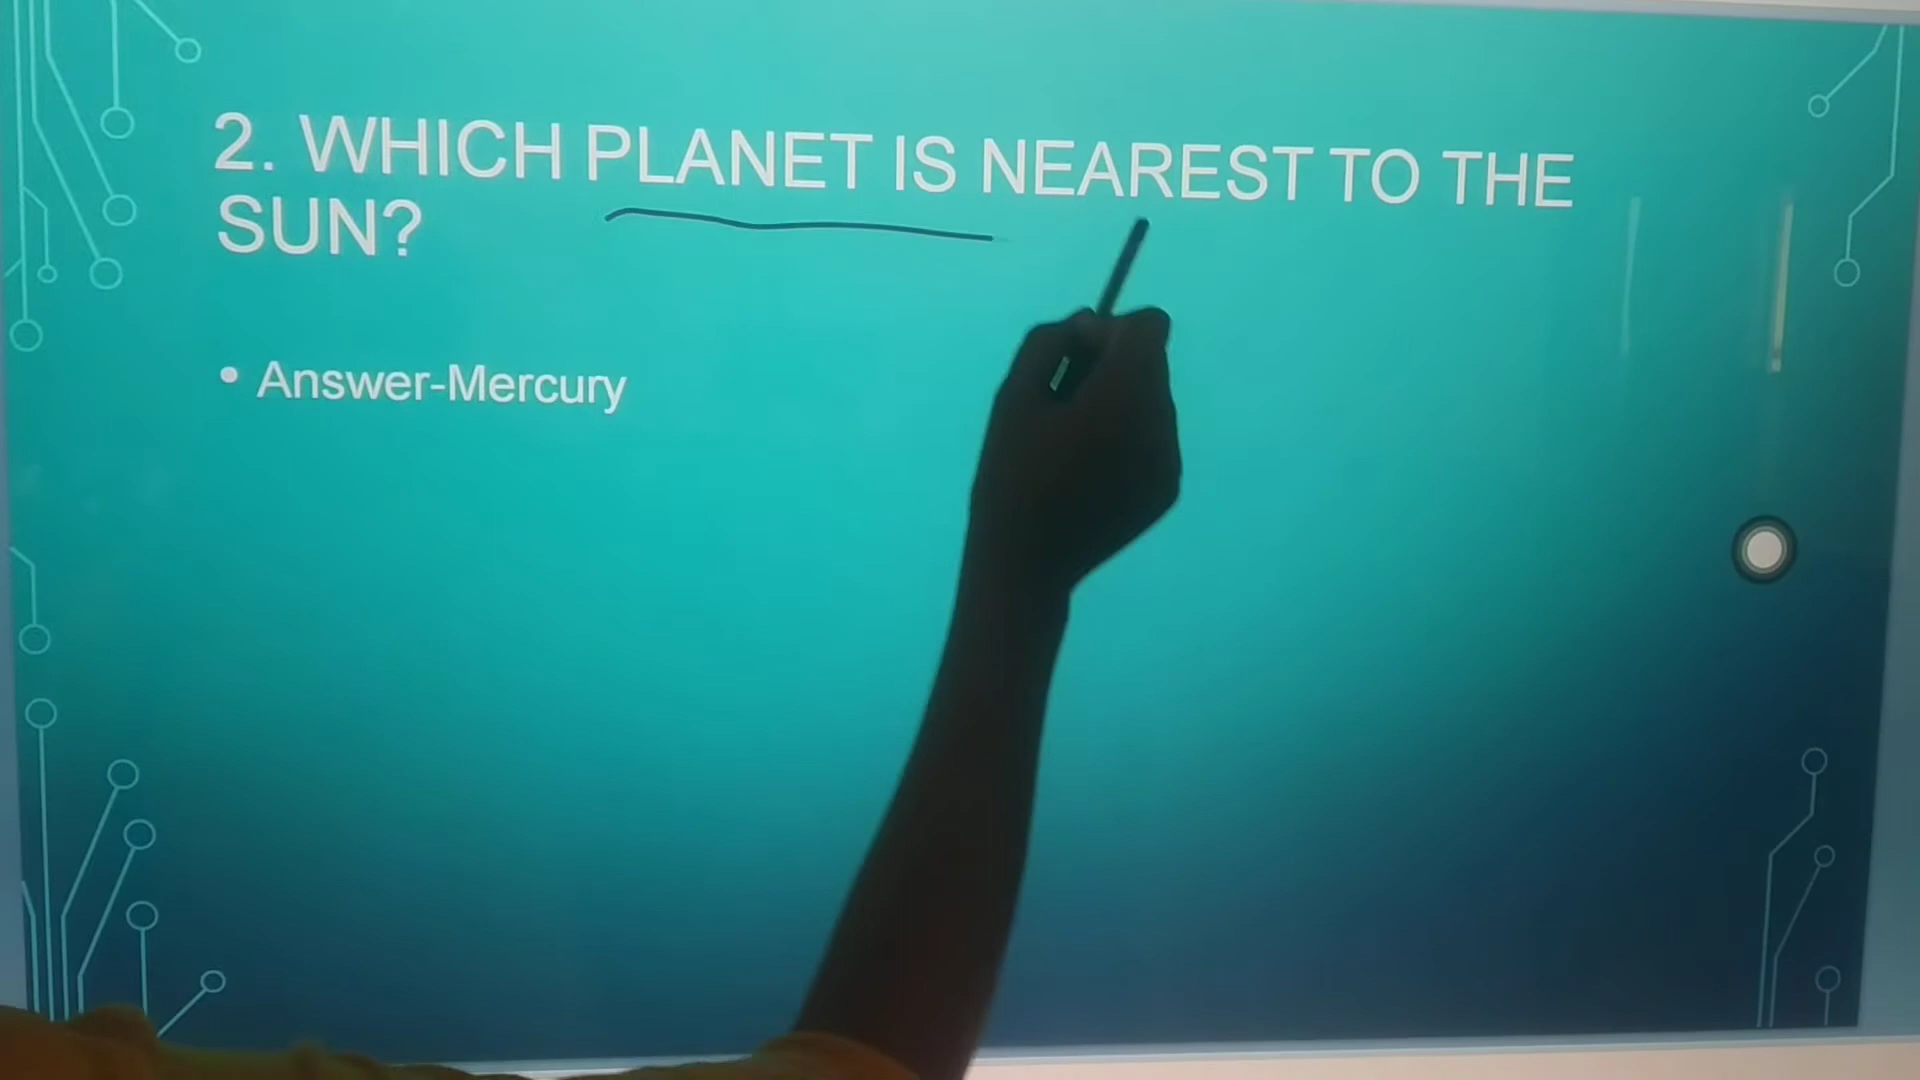 2. WHICH PLANET IS NEAREST TO THE
SUN?
• Answer-Mercury